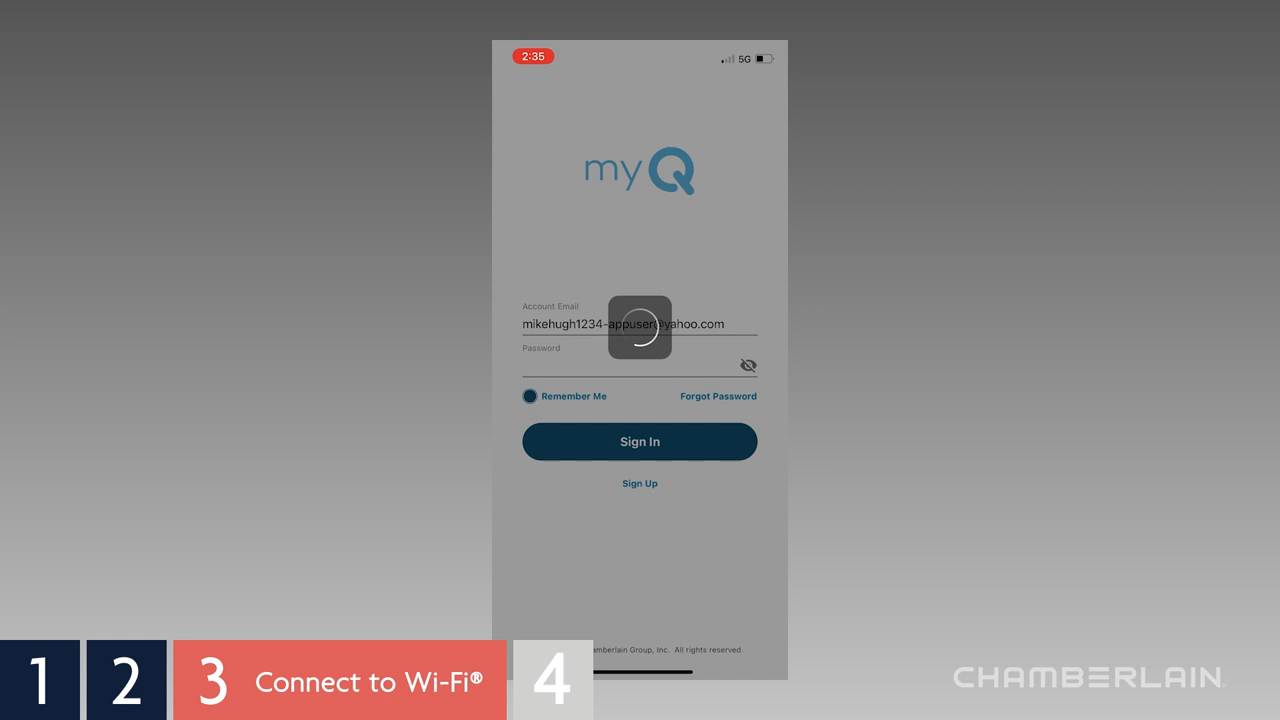 2:35
5G
myQ
Account Email
mikehugh1234-appuser@yahoo.com
Password
Remember Me
Forgot Password
Sign In
Sign Up
amberlain Group, Inc. All rights reserved.
1
2
3 Connect to Wi-Fi®
4
CHAMBERLAIN